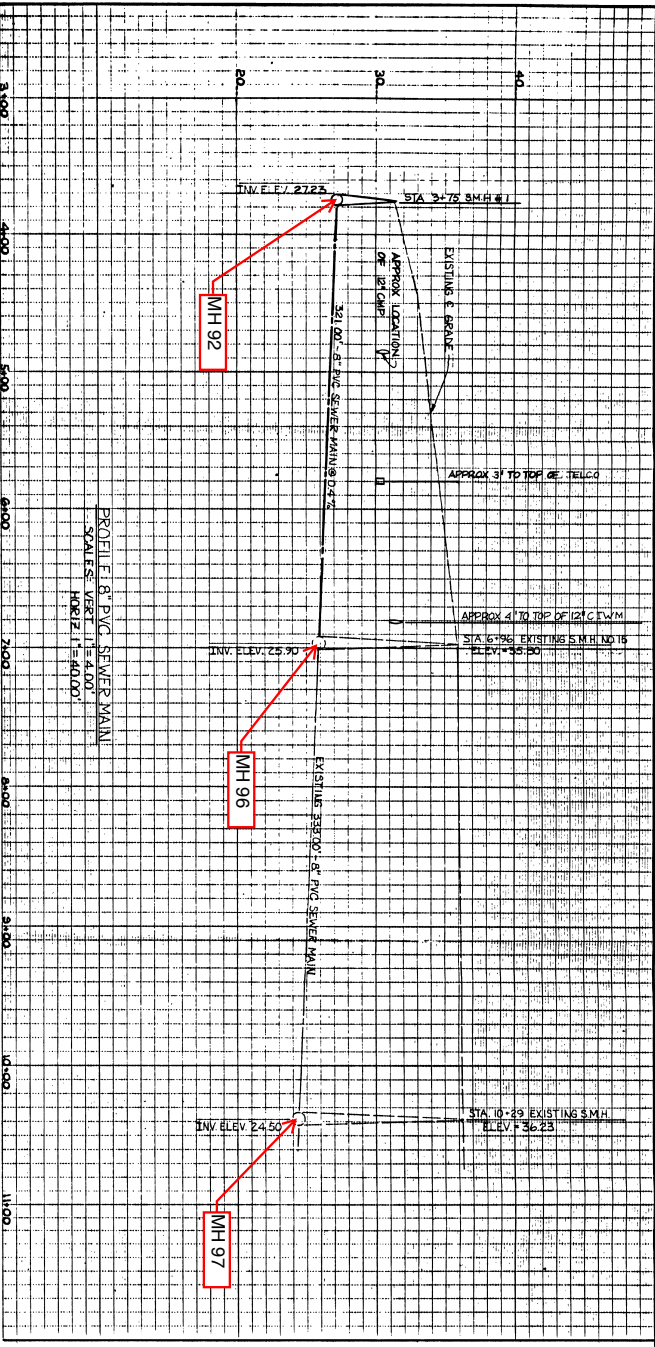 20
30
40
3+00
4+00
5+00
6+00
7+00
8+00
9+00
10+00
11+00
INV. ELEV. 27.23
STA 3+75 S.M.H # 1
MH 92
APPROX LOCATION
OF 12" CMP
EXISTING ℄ GRADE
321.00'-8" PVC SEWER MAIN @ 0.4%
APPROX 3' TO TOP OF TELCO
APPROX 4' TO TOP OF 12" C.I.W.M
STA. 6+96 EXISTING S.M.H. NO 15
ELEV. = 35.30
INV. ELEV. 25.90
MH 96
EXISTING 333.00'-8" PVC SEWER MAIN
STA. 10+29 EXISTING S.M.H.
ELEV. = 36.23
INV. ELEV. 24.50
MH 97
PROFILE 8" PVC SEWER MAIN
SCALES: VERT. 1" = 4.00'
HORIZ 1" = 40.00'